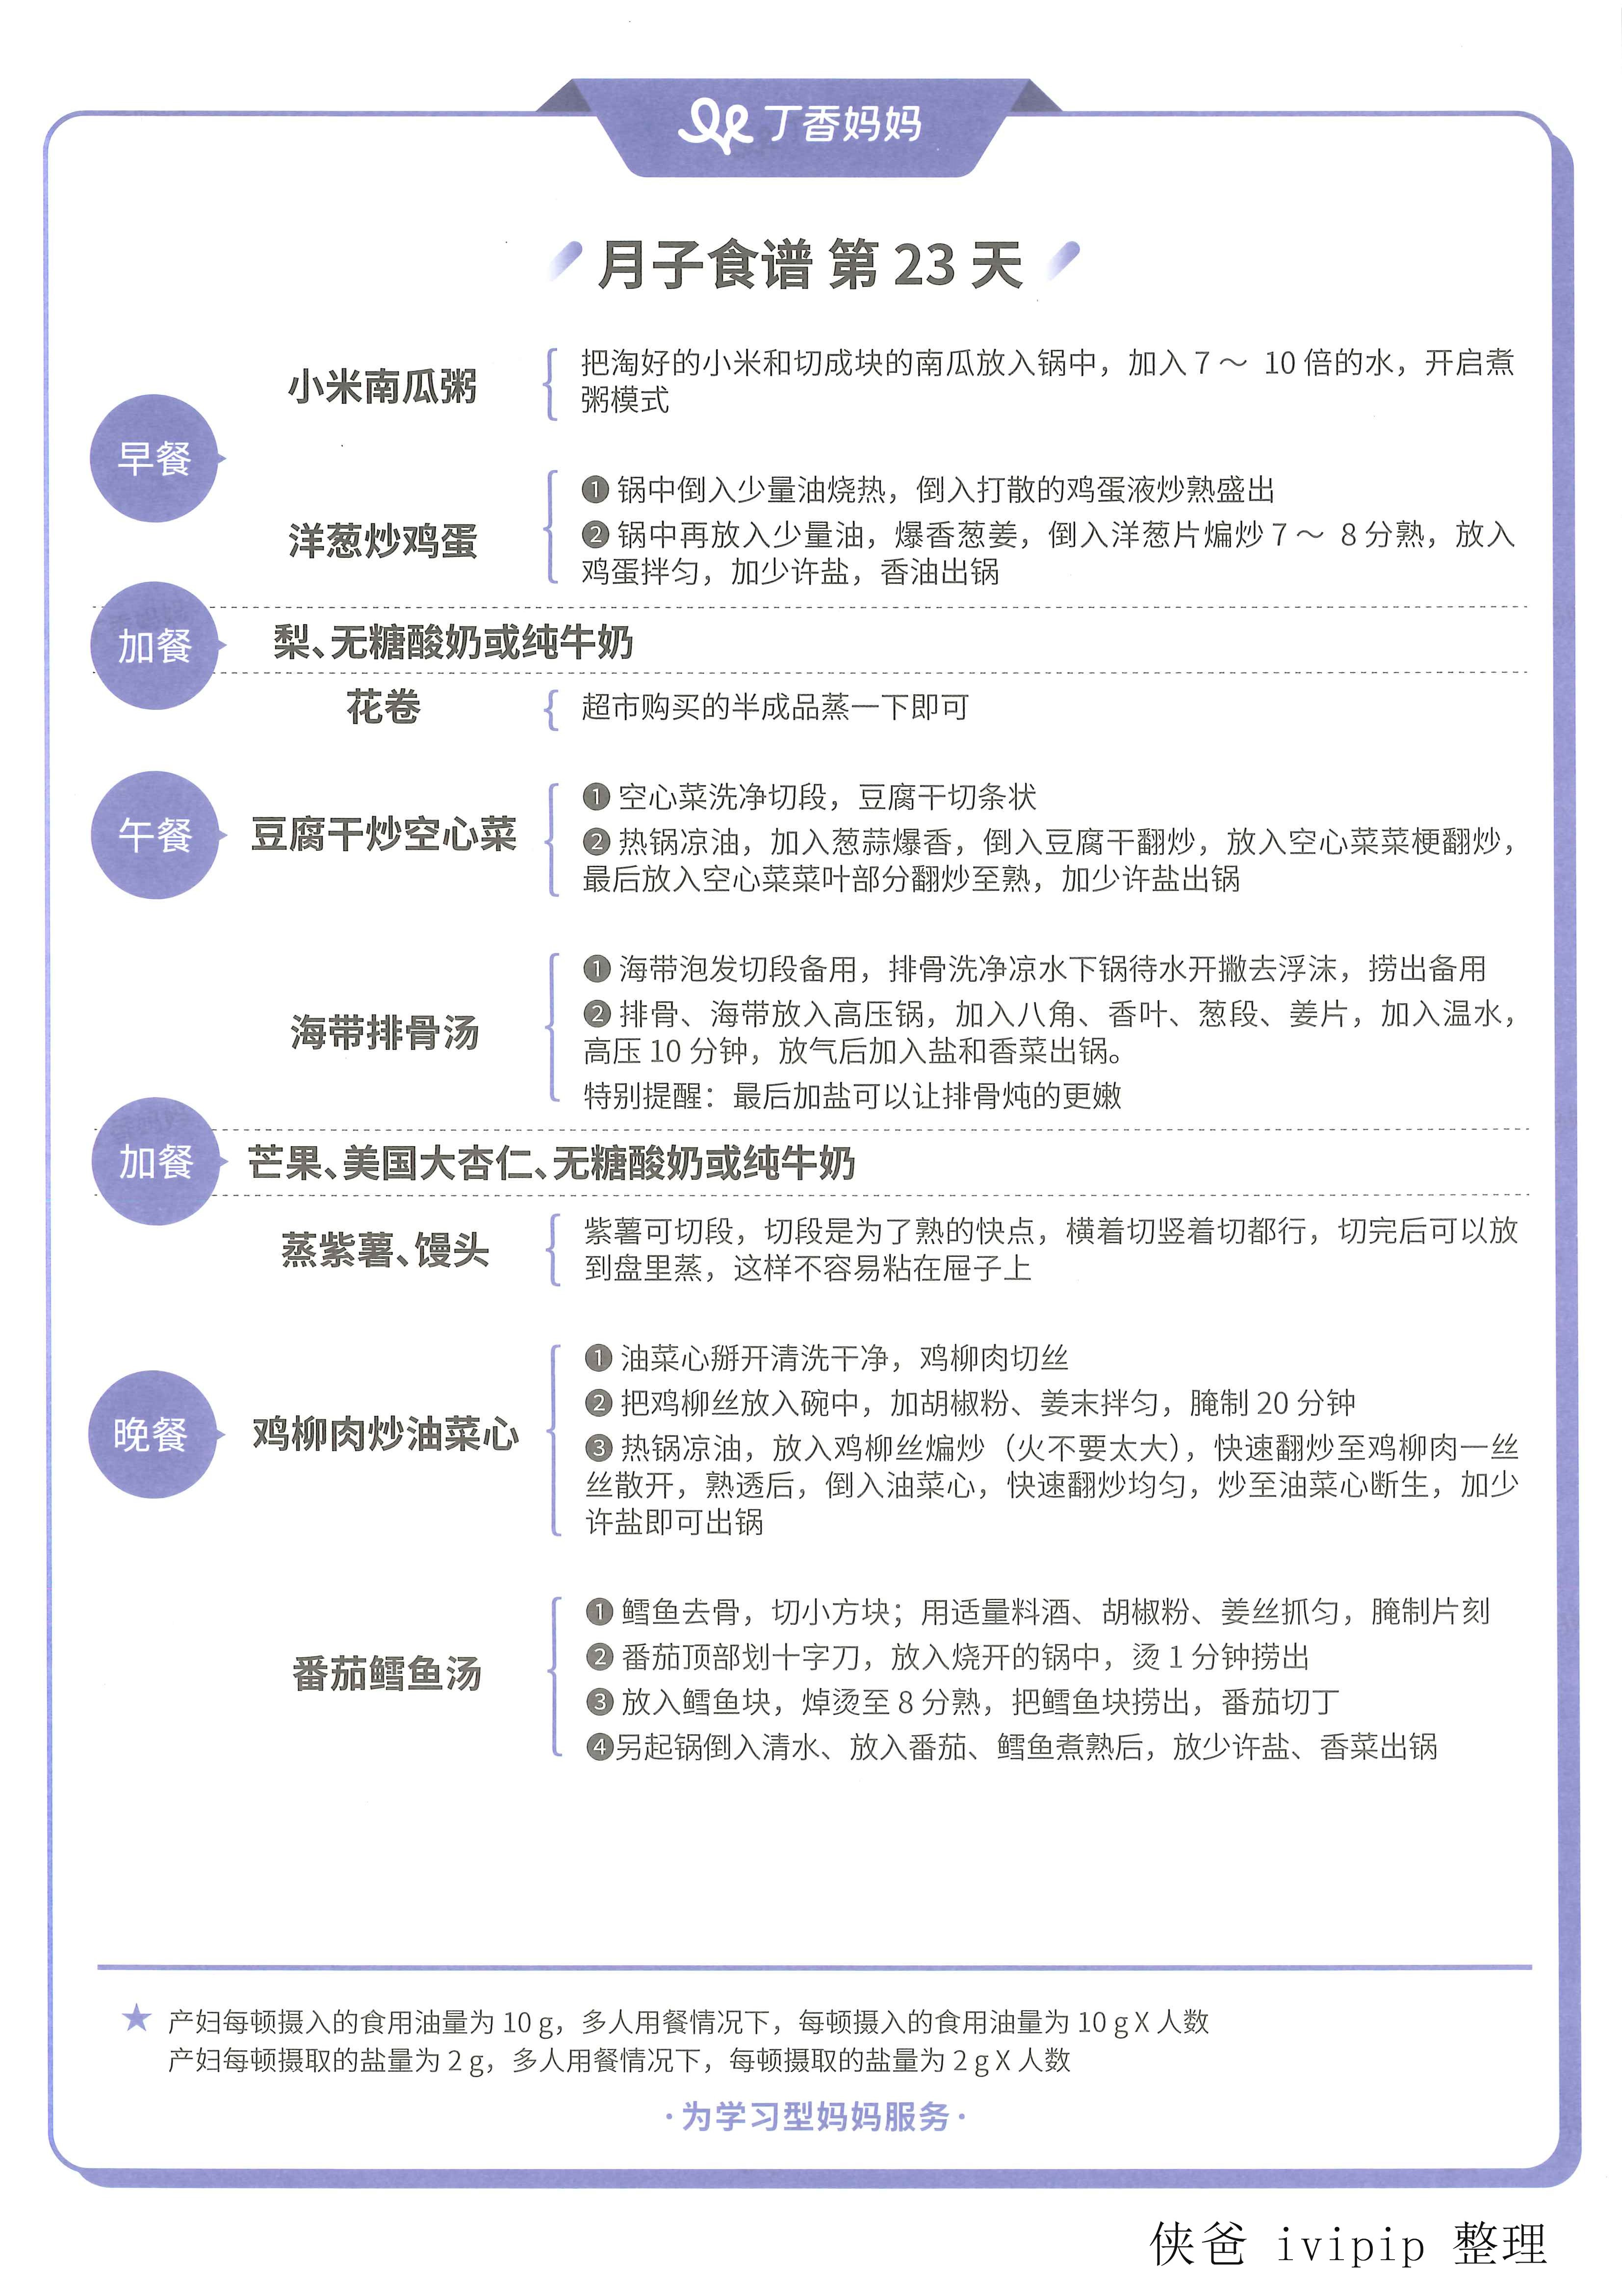 丁香妈妈
月子食谱 第 23 天
早餐
小米南瓜粥
把淘好的小米和切成块的南瓜放入锅中，加入 7 ～ 10 倍的水，开启煮
粥模式
洋葱炒鸡蛋
❶ 锅中倒入少量油烧热，倒入打散的鸡蛋液炒熟盛出
❷ 锅中再放入少量油，爆香葱姜，倒入洋葱片煸炒 7 ～ 8 分熟，放入
鸡蛋拌匀，加少许盐，香油出锅
加餐
梨、无糖酸奶或纯牛奶
午餐
花卷
超市购买的半成品蒸一下即可
豆腐干炒空心菜
❶ 空心菜洗净切段，豆腐干切条状
❷ 热锅凉油，加入葱蒜爆香，倒入豆腐干翻炒，放入空心菜菜梗翻炒，
最后放入空心菜菜叶部分翻炒至熟，加少许盐出锅
海带排骨汤
❶ 海带泡发切段备用，排骨洗净凉水下锅待水开撇去浮沫，捞出备用
❷ 排骨、海带放入高压锅，加入八角、香叶、葱段、姜片，加入温水，
高压 10 分钟，放气后加入盐和香菜出锅。
特别提醒：最后加盐可以让排骨炖的更嫩
加餐
芒果、美国大杏仁、无糖酸奶或纯牛奶
晚餐
蒸紫薯、馒头
紫薯可切段，切段是为了熟的快点，横着切竖着切都行，切完后可以放
到盘里蒸，这样不容易粘在屉子上
鸡柳肉炒油菜心
❶ 油菜心掰开清洗干净，鸡柳肉切丝
❷ 把鸡柳丝放入碗中，加胡椒粉、姜末拌匀，腌制 20 分钟
❸ 热锅凉油，放入鸡柳丝煸炒（火不要太大），快速翻炒至鸡柳肉一丝
丝散开，熟透后，倒入油菜心，快速翻炒均匀，炒至油菜心断生，加少
许盐即可出锅
番茄鳕鱼汤
❶ 鳕鱼去骨，切小方块；用适量料酒、胡椒粉、姜丝抓匀，腌制片刻
❷ 番茄顶部划十字刀，放入烧开的锅中，烫 1 分钟捞出
❸ 放入鳕鱼块，焯烫至 8 分熟，把鳕鱼块捞出，番茄切丁
❹另起锅倒入清水、放入番茄、鳕鱼煮熟后，放少许盐、香菜出锅
★ 产妇每顿摄入的食用油量为 10 g，多人用餐情况下，每顿摄入的食用油量为 10 g X 人数
产妇每顿摄取的盐量为 2 g，多人用餐情况下，每顿摄取的盐量为 2 g X 人数
·为学习型妈妈服务·
侠爸 ivipip 整理